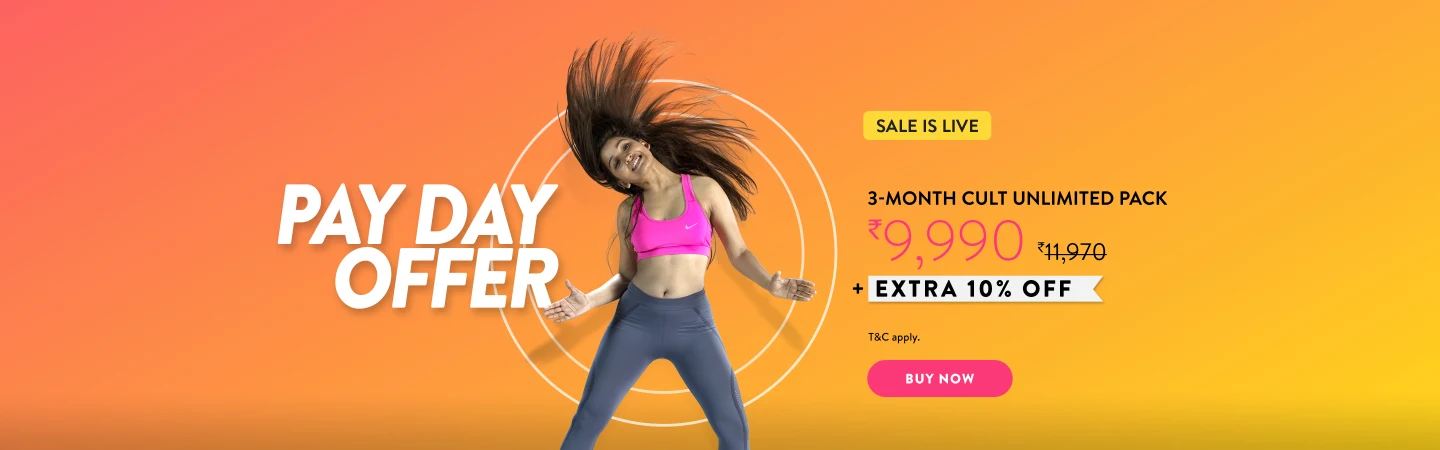 PAY DAY
OFFER
SALE IS LIVE
3-MONTH CULT UNLIMITED PACK
₹9,990 ₹11,970
+ EXTRA 10% OFF
T&C apply.
BUY NOW